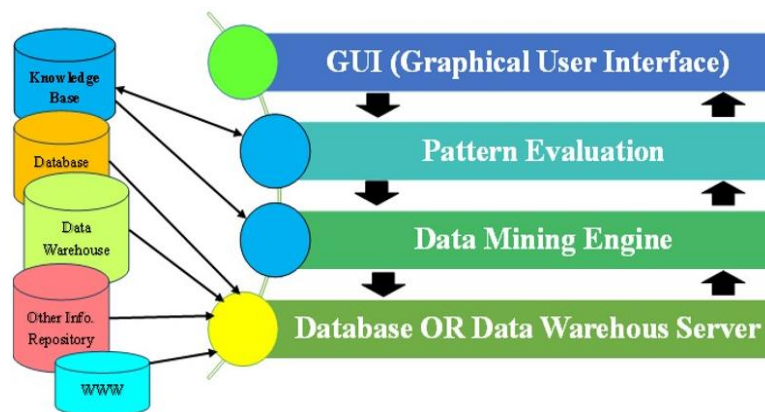 GUI (Graphical User Interface)
Knowledge
Base
Pattern Evaluation
Database
Data
Warehouse
Data Mining Engine
Other Info.
Repository
Database OR Data Warehous Server
WWW